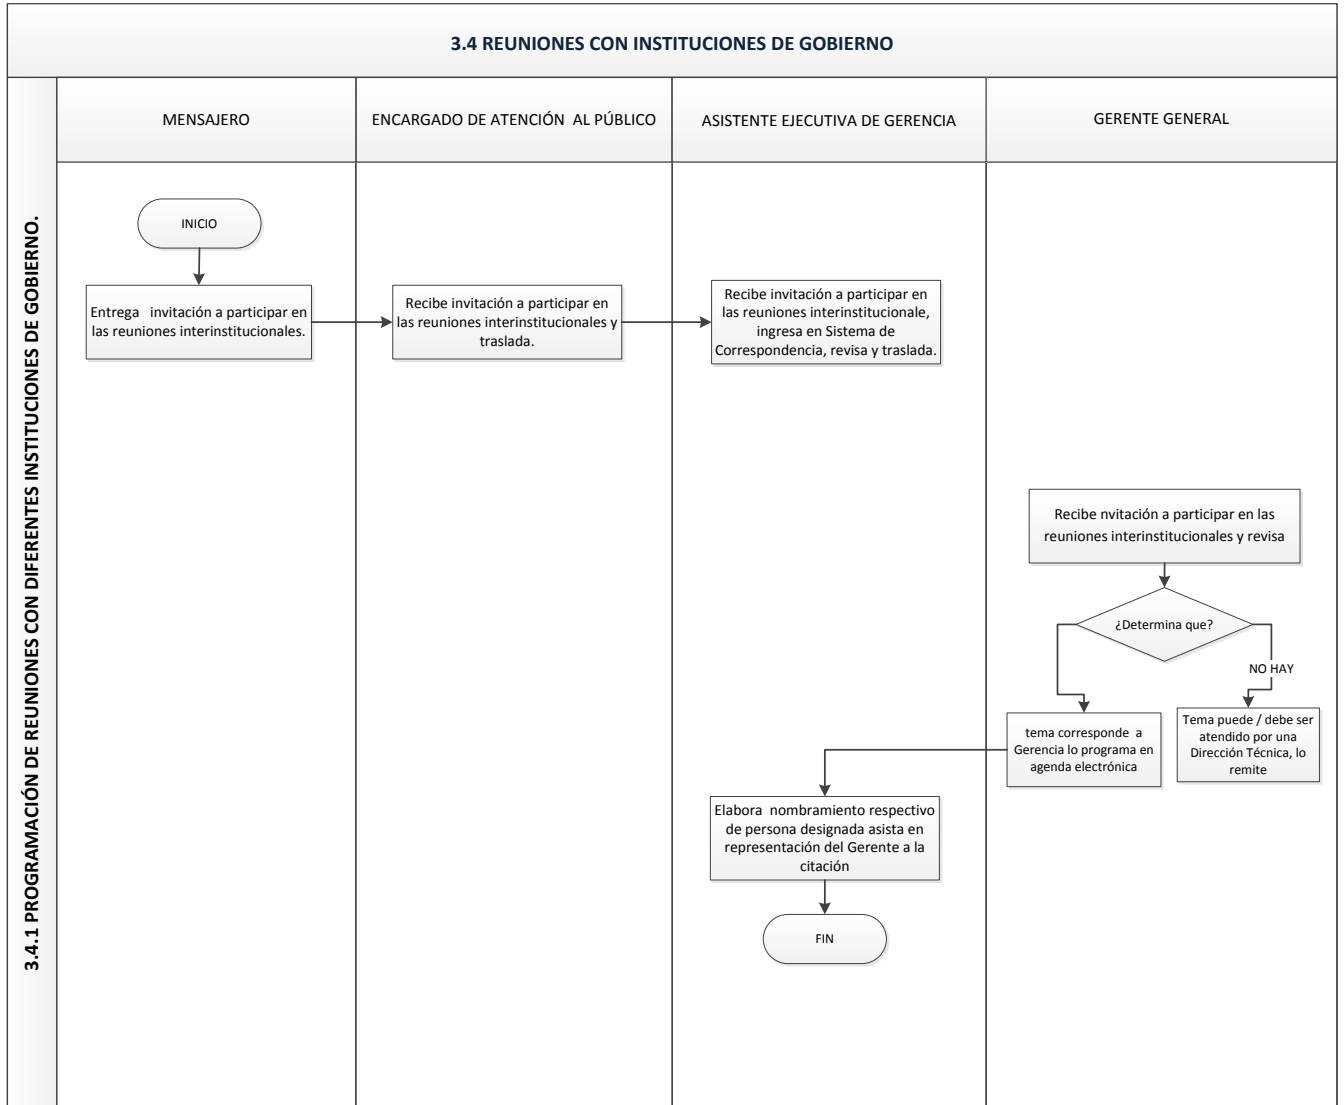 3.4 REUNIONES CON INSTITUCIONES DE GOBIERNO
3.4.1 PROGRAMACIÓN DE REUNIONES CON DIFERENTES INSTITUCIONES DE GOBIERNO.
MENSAJERO
ENCARGADO DE ATENCIÓN AL PÚBLICO
ASISTENTE EJECUTIVA DE GERENCIA
GERENTE GENERAL
INICIO
Entrega invitación a participar en
las reuniones interinstitucionales.
Recibe invitación a participar en
las reuniones interinstitucionales y
traslada.
Recibe invitación a participar en
las reuniones interinstitucionale,
ingresa en Sistema de
Correspondencia, revisa y traslada.
Recibe nvitación a participar en las
reuniones interinstitucionales y revisa
¿Determina que?
NO HAY
tema corresponde a
Gerencia lo programa en
agenda electrónica
Tema puede / debe ser
atendido por una
Dirección Técnica, lo
remite
Elabora nombramiento respectivo
de persona designada asista en
representación del Gerente a la
citación
FIN